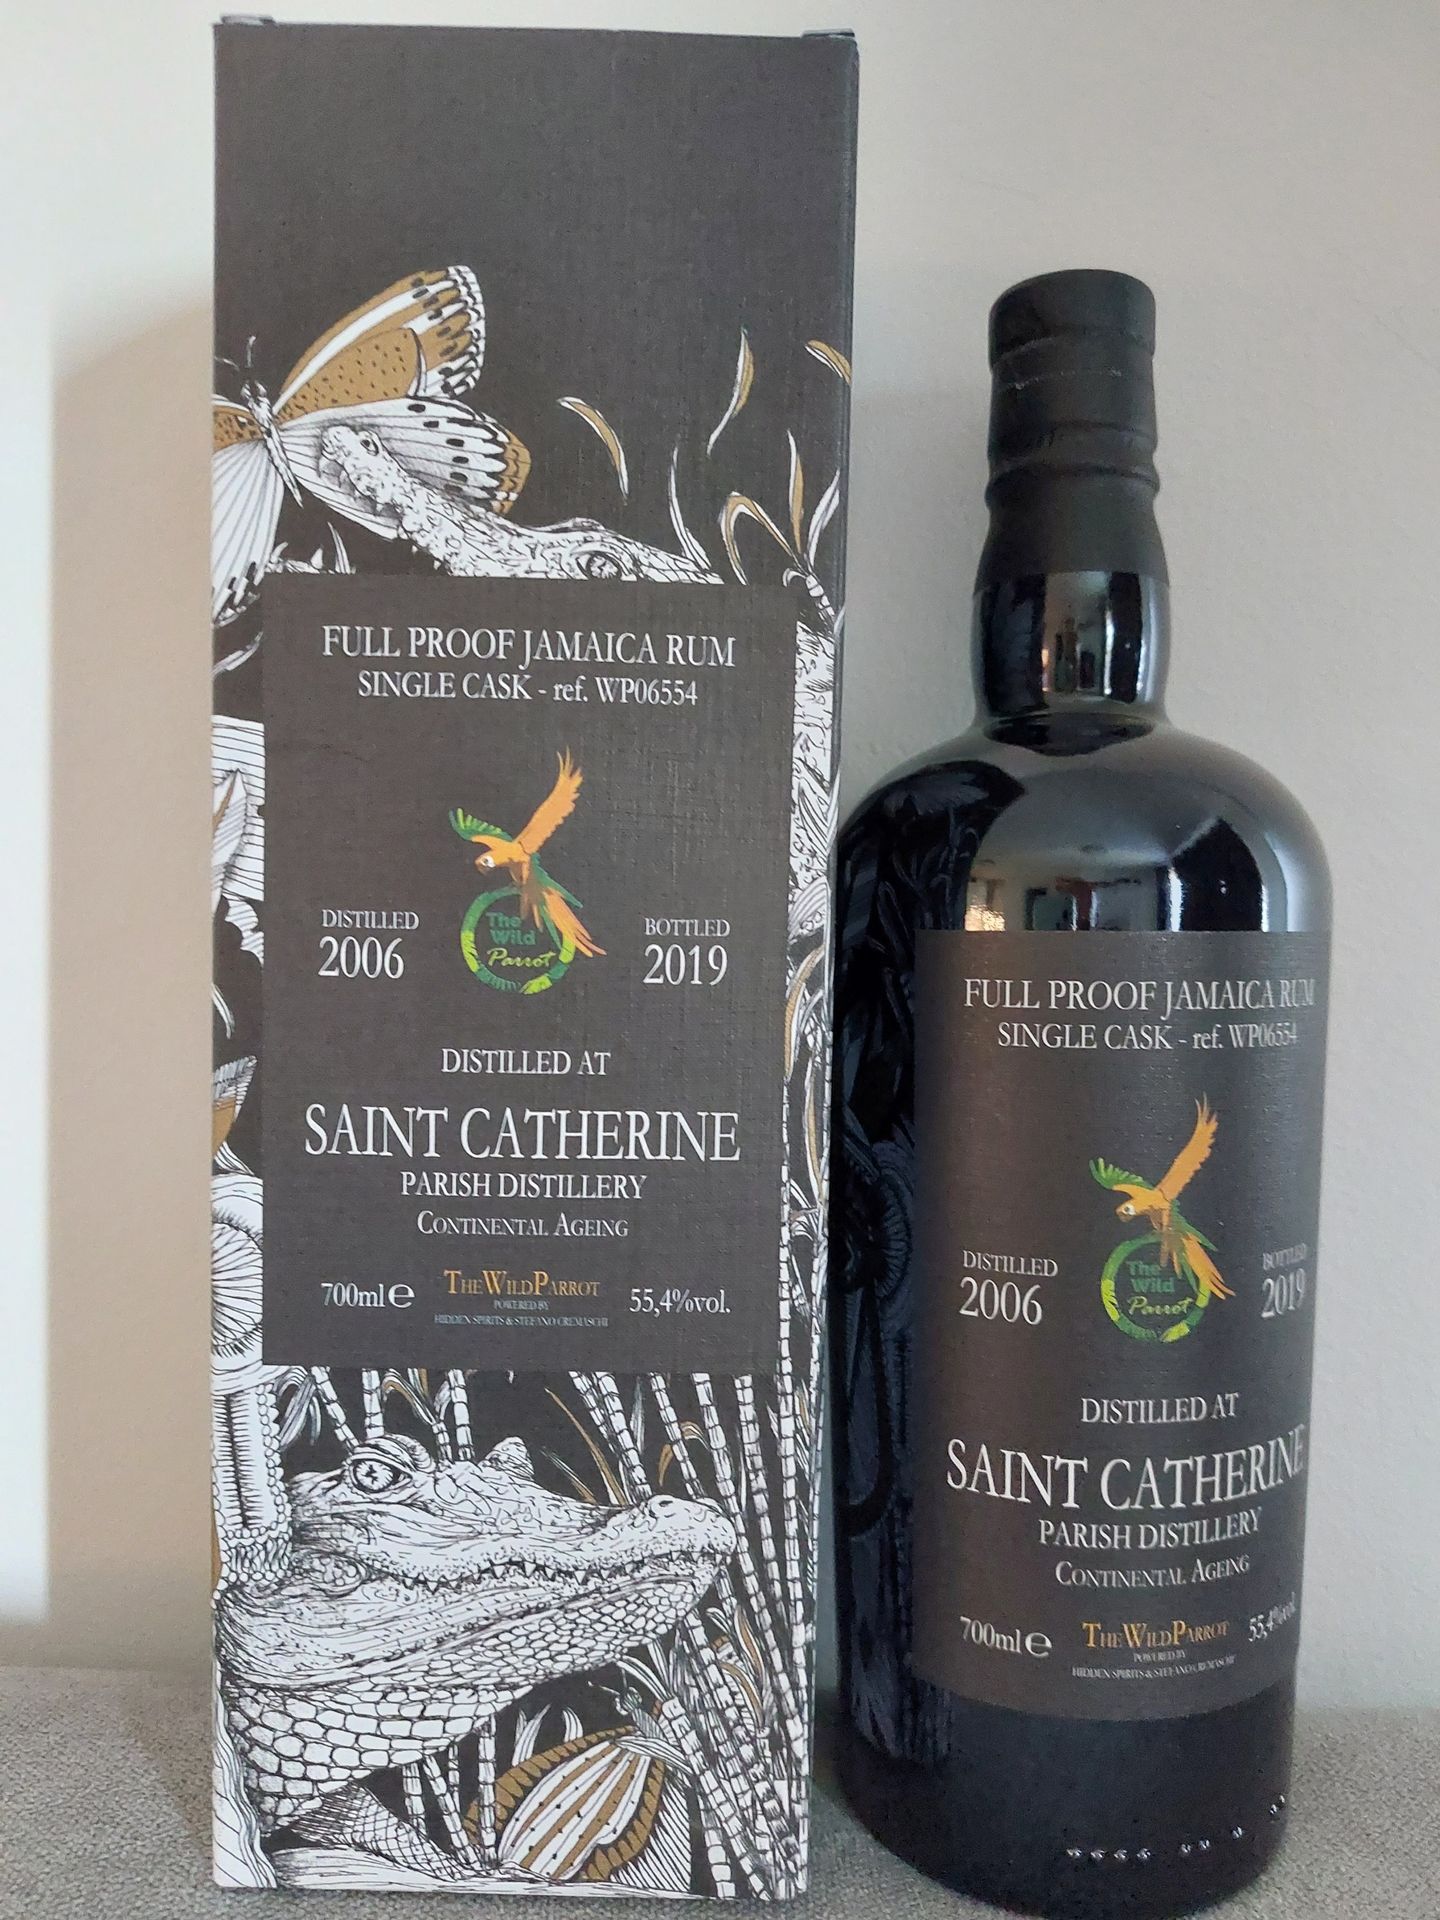 FULL PROOF JAMAICA RUM
SINGLE CASK - ref. WP06554
The
Wild
Parrot
DISTILLED
2006
BOTTLED
2019
DISTILLED AT
SAINT CATHERINE
PARISH DISTILLERY
CONTINENTAL AGEING
700ml ℮
THE WILD PARROT
POWERED BY
HIDDEN SPIRITS & STEFANO CREMASCHI
55,4%vol.
FULL PROOF JAMAICA RUM
SINGLE CASK - ref. WP06554
The
Wild
Parrot
DISTILLED
2006
BOTTLED
2019
DISTILLED AT
SAINT CATHERINE
PARISH DISTILLERY
CONTINENTAL AGEING
700ml ℮
THE WILD PARROT
POWERED BY
HIDDEN SPIRITS & STEFANO CREMASCHI
55,4%vol.